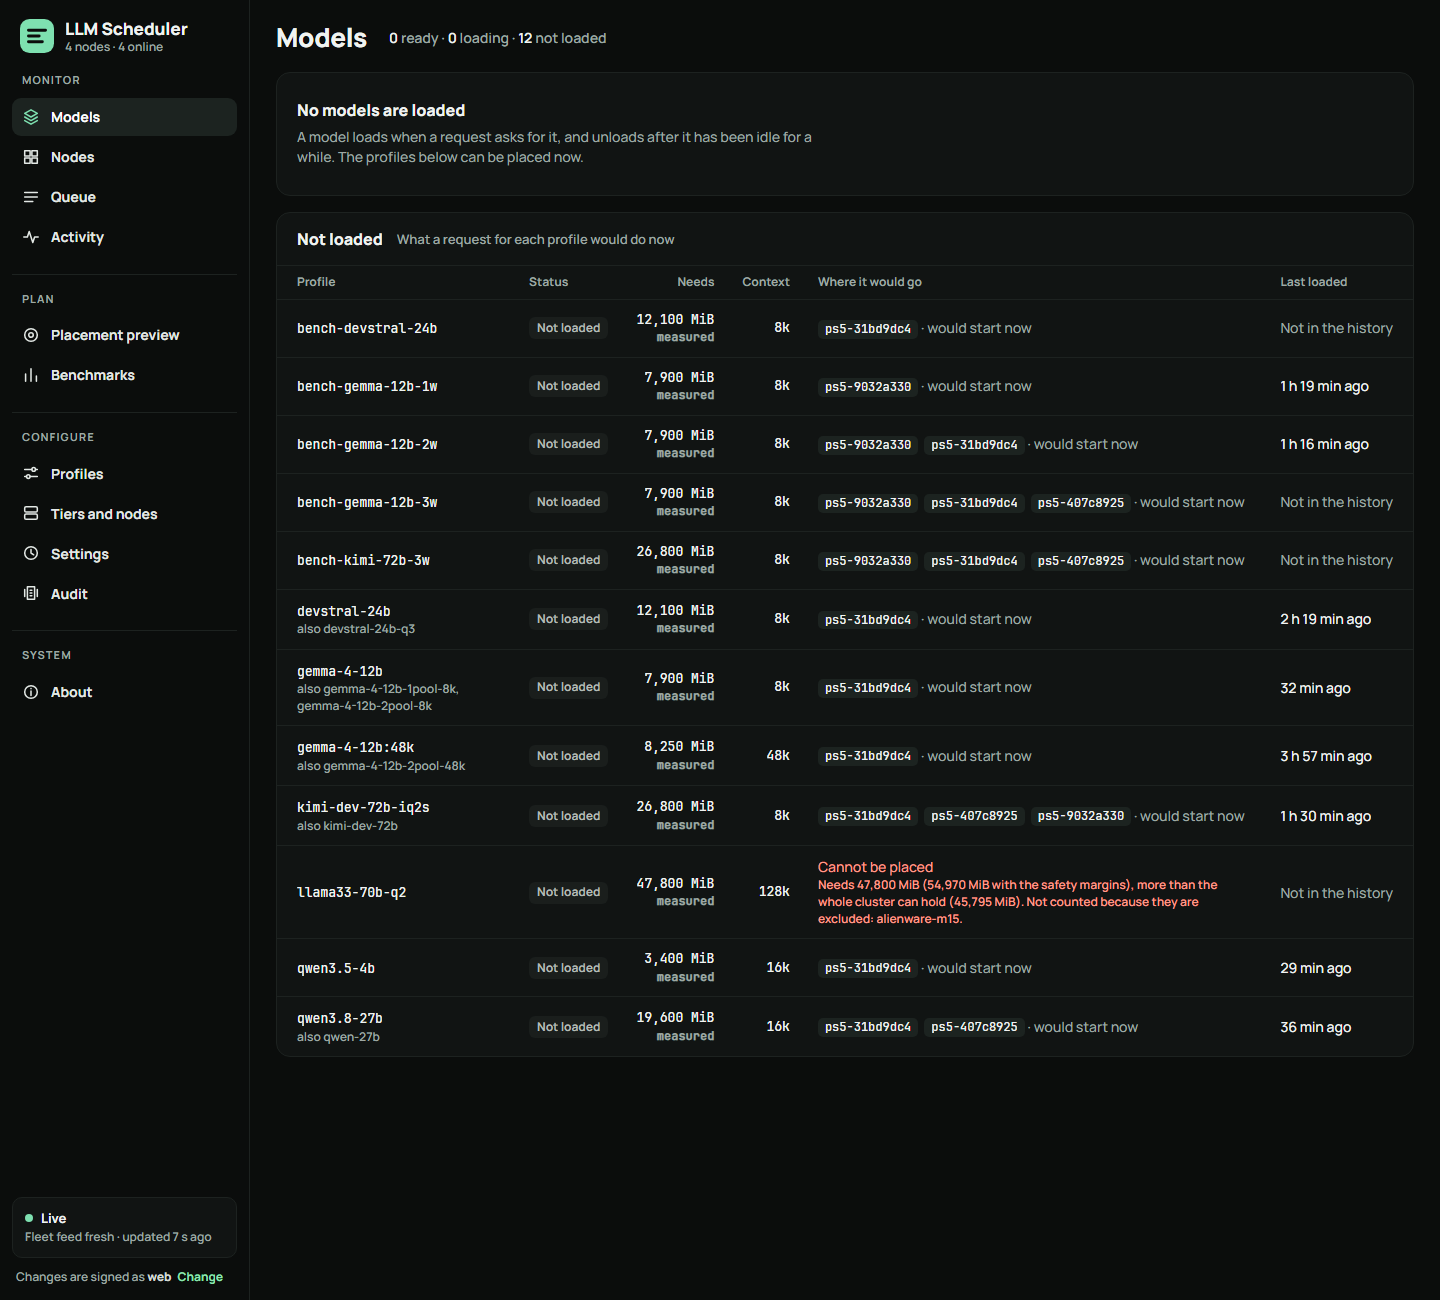 LLM Scheduler
4 nodes · 4 online
MONITOR
Models
Nodes
Queue
Activity
PLAN
Placement preview
Benchmarks
CONFIGURE
Profiles
Tiers and nodes
Settings
Audit
SYSTEM
About
Live
Fleet feed fresh · updated 7 s ago
Changes are signed as web Change
Models 0 ready · 0 loading · 12 not loaded
No models are loaded
A model loads when a request asks for it, and unloads after it has been idle for a
while. The profiles below can be placed now.
Not loaded What a request for each profile would do now
Profile Status Needs Context Where it would go Last loaded
bench-devstral-24b Not loaded 12,100 MiB measured 8k ps5-31bd9dc4 · would start now Not in the history
bench-gemma-12b-1w Not loaded 7,900 MiB measured 8k ps5-9032a330 · would start now 1 h 19 min ago
bench-gemma-12b-2w Not loaded 7,900 MiB measured 8k ps5-9032a330 ps5-31bd9dc4 · would start now 1 h 16 min ago
bench-gemma-12b-3w Not loaded 7,900 MiB measured 8k ps5-9032a330 ps5-31bd9dc4 ps5-407c8925 · would start now Not in the history
bench-kimi-72b-3w Not loaded 26,800 MiB measured 8k ps5-9032a330 ps5-31bd9dc4 ps5-407c8925 · would start now Not in the history
devstral-24b
also devstral-24b-q3
Not loaded 12,100 MiB measured 8k ps5-31bd9dc4 · would start now 2 h 19 min ago
gemma-4-12b
also gemma-4-12b-1pool-8k,
gemma-4-12b-2pool-8k
Not loaded 7,900 MiB measured 8k ps5-31bd9dc4 · would start now 32 min ago
gemma-4-12b:48k
also gemma-4-12b-2pool-48k
Not loaded 8,250 MiB measured 48k ps5-31bd9dc4 · would start now 3 h 57 min ago
kimi-dev-72b-iq2s
also kimi-dev-72b
Not loaded 26,800 MiB measured 8k ps5-31bd9dc4 ps5-407c8925 ps5-9032a330 · would start now 1 h 30 min ago
llama33-70b-q2 Not loaded 47,800 MiB measured 128k
Cannot be placed
Needs 47,800 MiB (54,970 MiB with the safety margins), more than the
whole cluster can hold (45,795 MiB). Not counted because they are
excluded: alienware-m15.
Not in the history
qwen3.5-4b Not loaded 3,400 MiB measured 16k ps5-31bd9dc4 · would start now 29 min ago
qwen3.8-27b
also qwen-27b
Not loaded 19,600 MiB measured 16k ps5-31bd9dc4 ps5-407c8925 · would start now 36 min ago